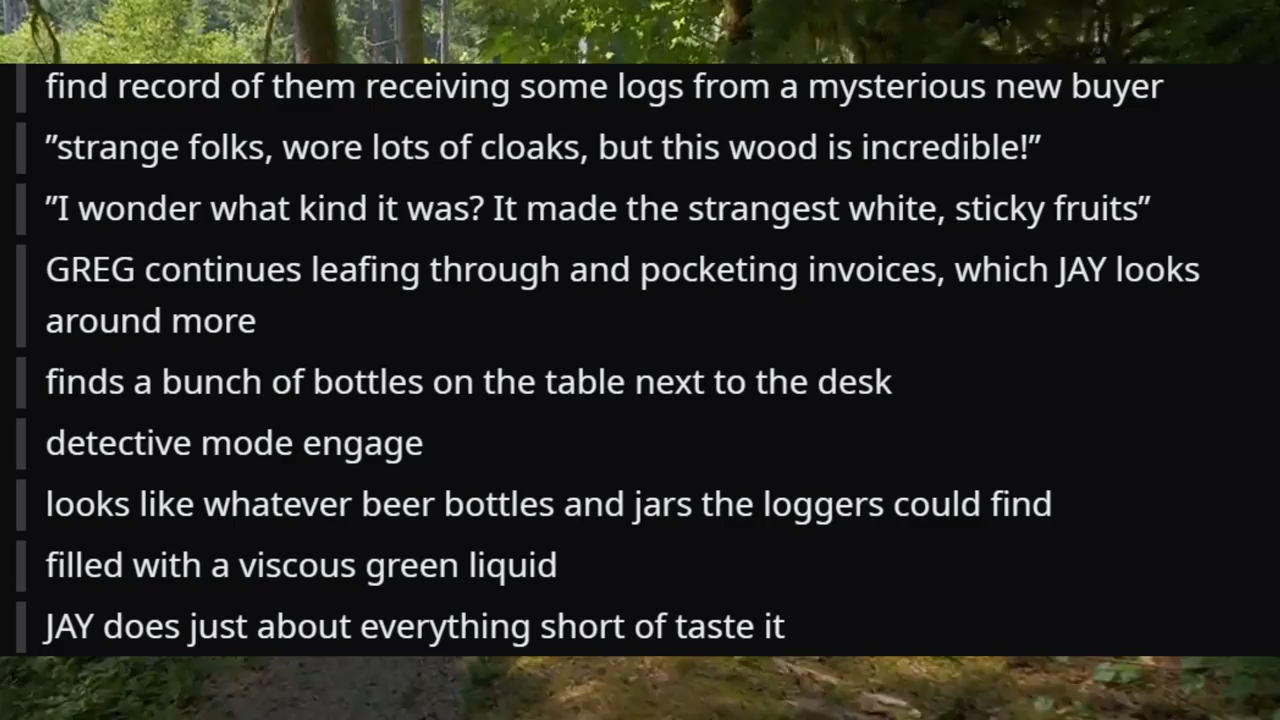 find record of them receiving some logs from a mysterious new buyer
”strange folks, wore lots of cloaks, but this wood is incredible!”
”I wonder what kind it was? It made the strangest white, sticky fruits”
GREG continues leafing through and pocketing invoices, which JAY looks
around more
finds a bunch of bottles on the table next to the desk
detective mode engage
looks like whatever beer bottles and jars the loggers could find
filled with a viscous green liquid
JAY does just about everything short of taste it